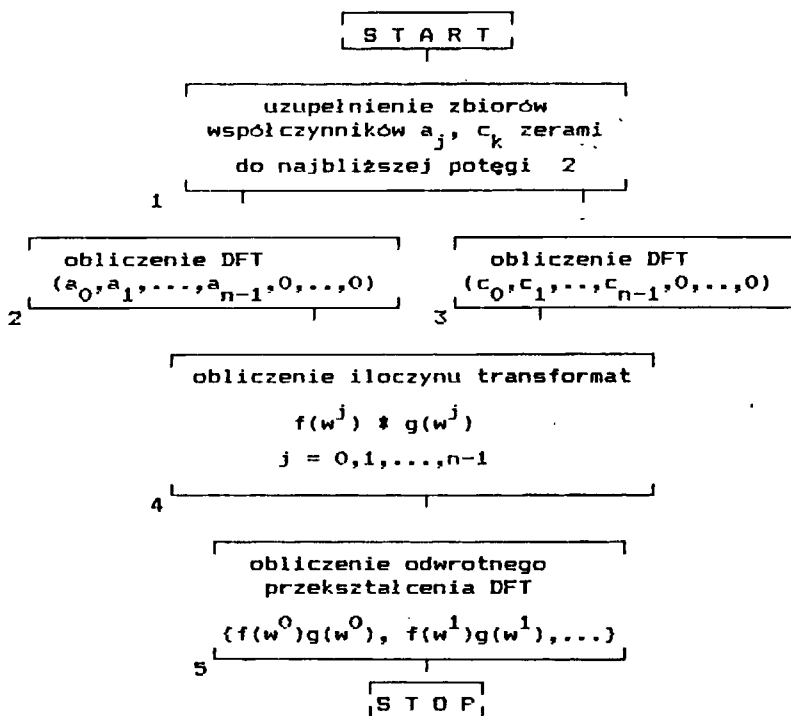 S T A R T
uzupełnienie zbiorów
współczynników a_j, c_k zerami
do najbliższej potęgi 2
1
obliczenie DFT
(a_0,a_1,...,a_{n-1},0,..,0)
2
obliczenie DFT
(c_0,c_1,..,c_{n-1},0,..,0)
3
obliczenie iloczynu transformat
f(w^j) * g(w^j)
j = 0,1,...,n-1
4
obliczenie odwrotnego
przekształcenia DFT
{f(w^0)g(w^0), f(w^1)g(w^1),...}
5
S T O P